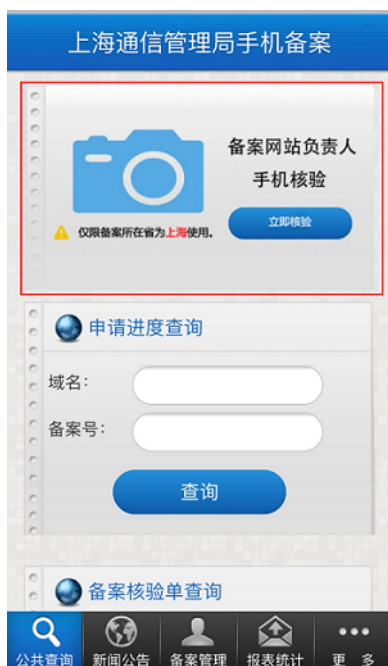 上海通信管理局手机备案
备案网站负责人
手机核验
立即核验
仅限备案所在省为上海使用。
申请进度查询
域名：
备案号：
查询
备案核验单查询
公共查询 新闻公告 备案管理 报表统计 更 多